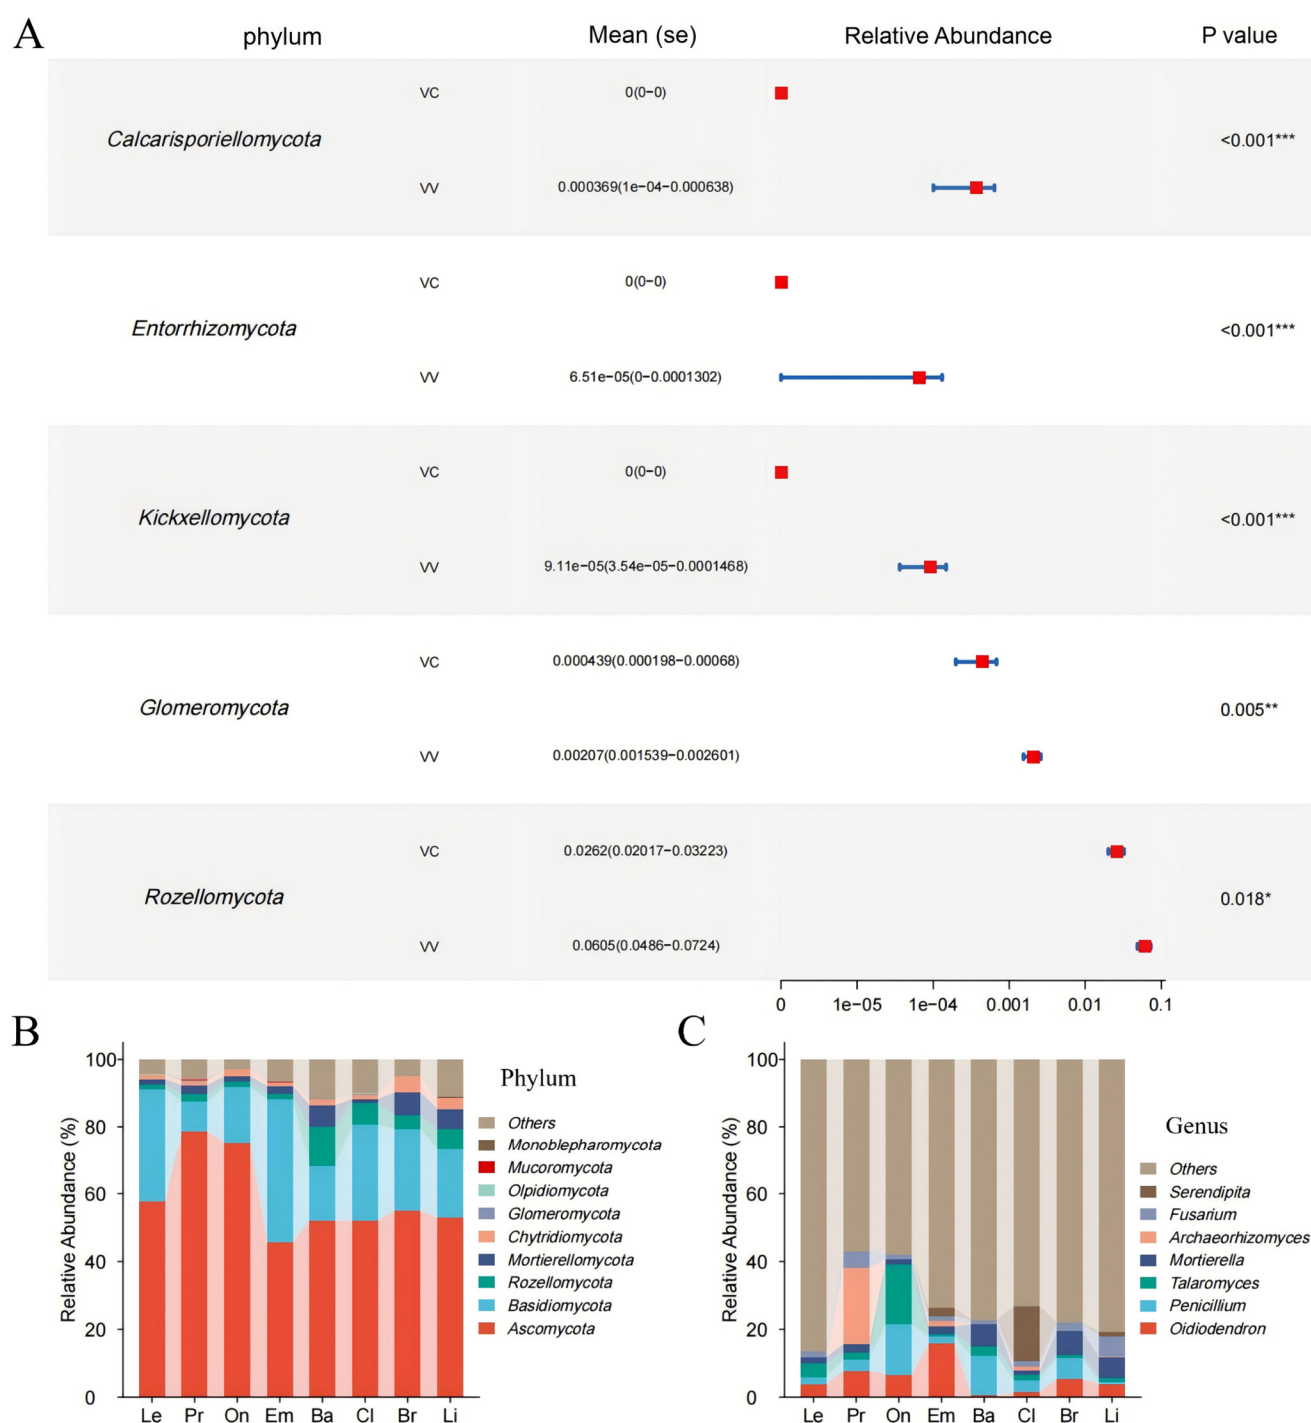 A
phylum Mean (se) Relative Abundance P value
VC 0(0−0)
Calcarisporiellomycota <0.001***
VV 0.000369(1e−04−0.000638)
VC 0(0−0)
Entorrhizomycota <0.001***
VV 6.51e−05(0−0.0001302)
VC 0(0−0)
Kickxellomycota <0.001***
VV 9.11e−05(3.54e−05−0.0001468)
VC 0.000439(0.000198−0.00068)
Glomeromycota 0.005**
VV 0.00207(0.001539−0.002601)
VC 0.0262(0.02017−0.03223)
Rozellomycota 0.018*
VV 0.0605(0.0486−0.0724)
0 1e−05 1e−04 0.001 0.01 0.1
B
Relative Abundance (%)
100
80
60
40
20
0
Le Pr On Em Ba Cl Br Li
Phylum
Others
Monoblepharomycota
Mucoromycota
Olpidiomycota
Glomeromycota
Chytridiomycota
Mortierellomycota
Rozellomycota
Basidiomycota
Ascomycota
C
Relative Abundance (%)
100
80
60
40
20
0
Le Pr On Em Ba Cl Br Li
Genus
Others
Serendipita
Fusarium
Archaeorhizomyces
Mortierella
Talaromyces
Penicillium
Oidiodendron